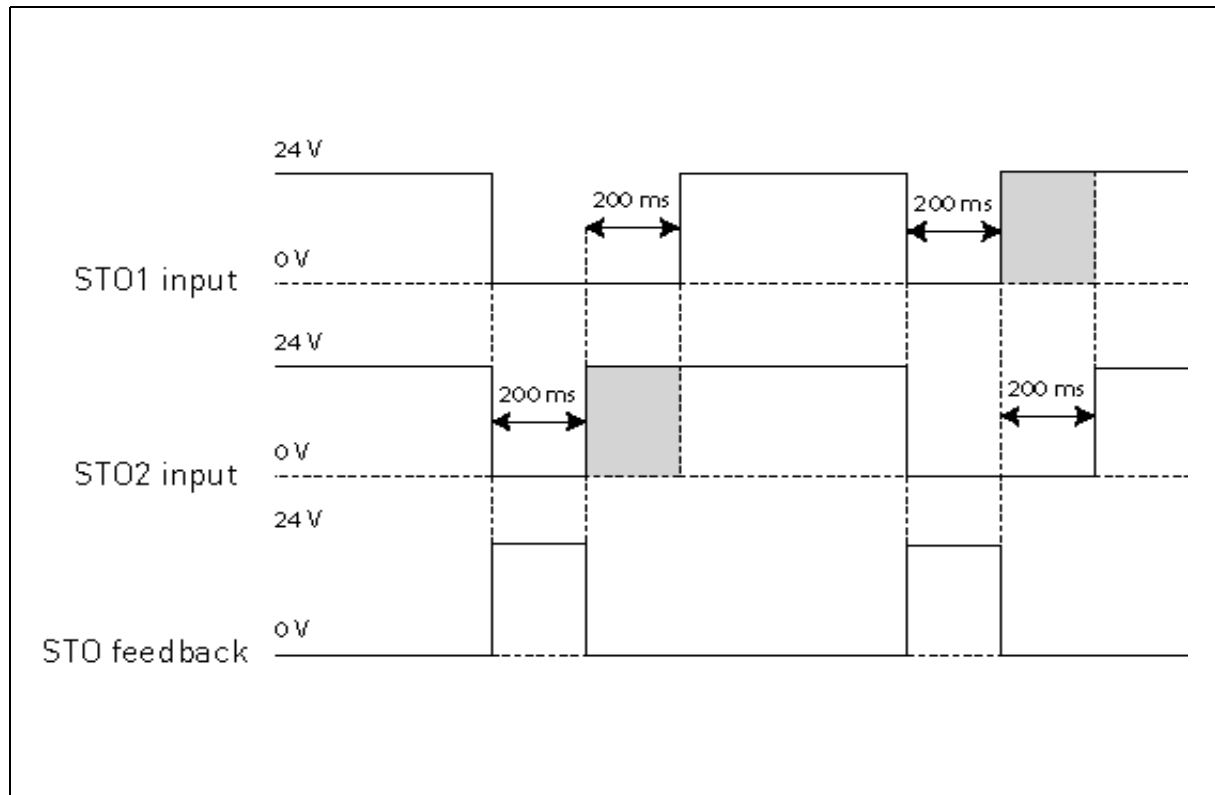 24 V
200 ms
200 ms
0 V
STO1 input
24 V
200 ms
200 ms
0 V
STO2 input
24 V
0 V
STO feedback